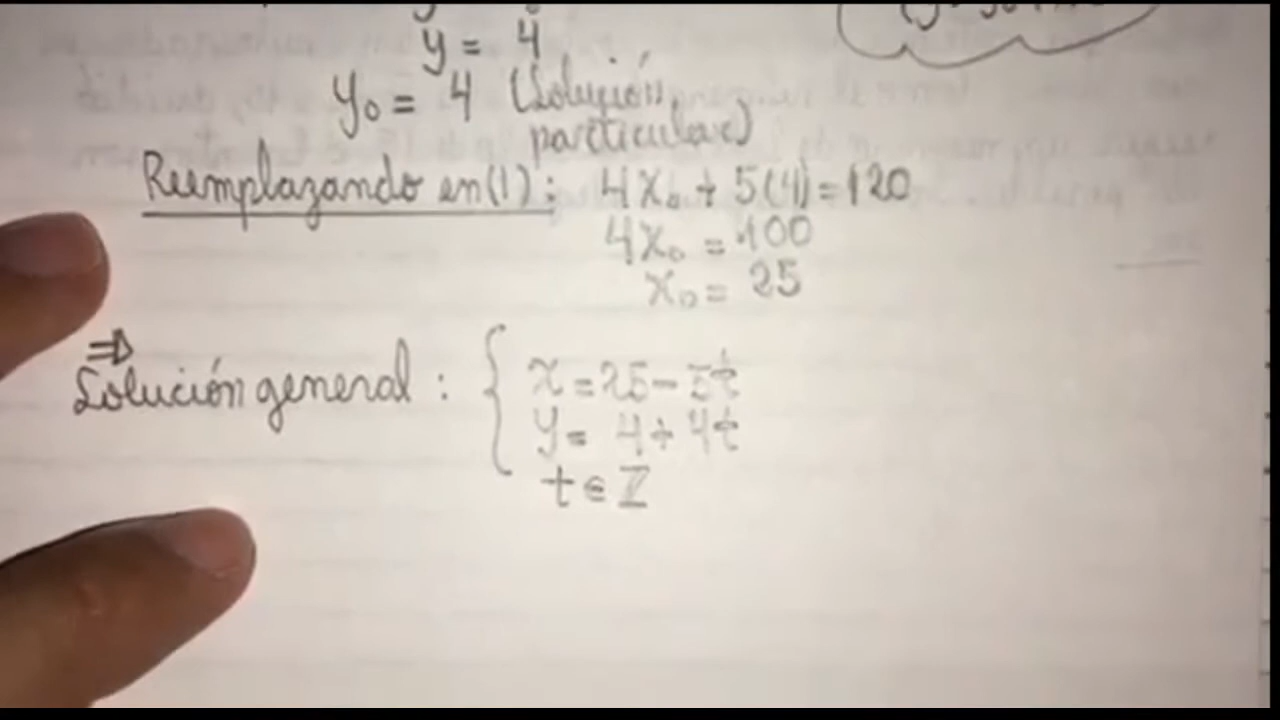 y = 4
y₀ = 4 (Solución
particular)
Reemplazando en (1): 4x₀ + 5(4) = 120
4x₀ = 100
x₀ = 25
⇒
Solución general: { x = 25 - 5t
y = 4 + 4t
t ∈ ℤ